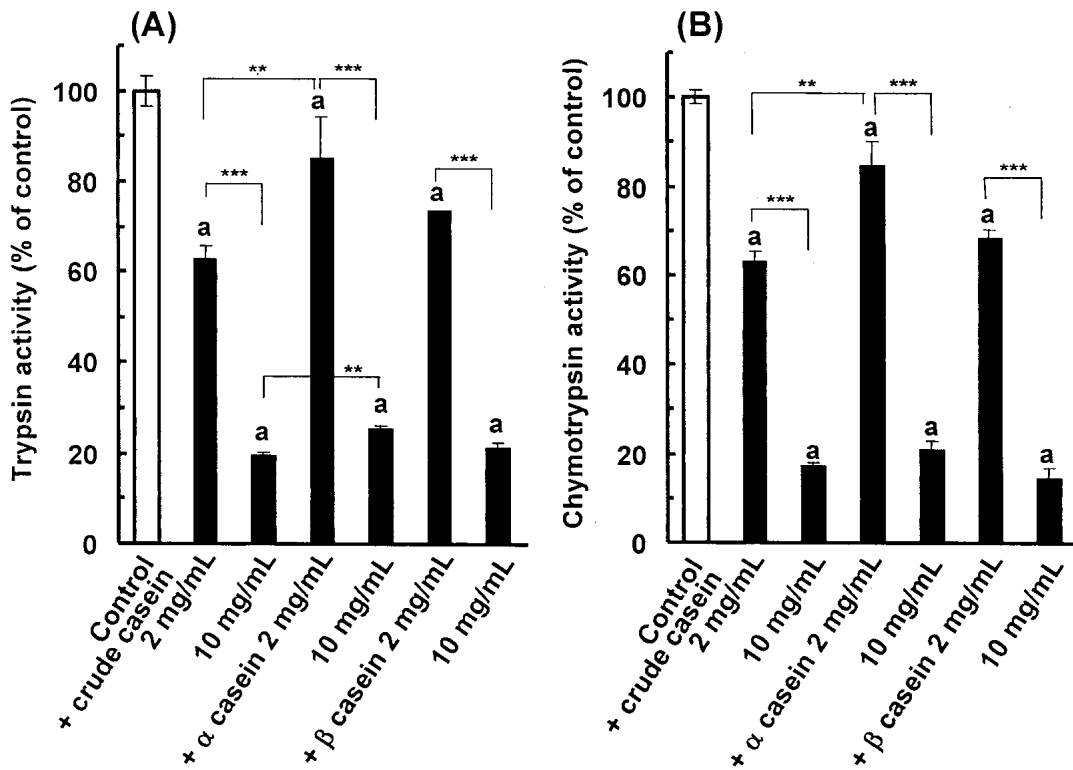 (A)
Trypsin activity (% of control)
100
80
60
40
20
0
** ***
a
***
***
a
a
**
a
a
a
Control
+ crude casein
2 mg/mL
10 mg/mL
+ α casein 2 mg/mL
10 mg/mL
+ β casein 2 mg/mL
10 mg/mL
(B)
Chymotrypsin activity (% of control)
100
80
60
40
20
0
** ***
a
***
***
a
a
a
a
a
Control
+ crude casein
2 mg/mL
10 mg/mL
+ α casein 2 mg/mL
10 mg/mL
+ β casein 2 mg/mL
10 mg/mL